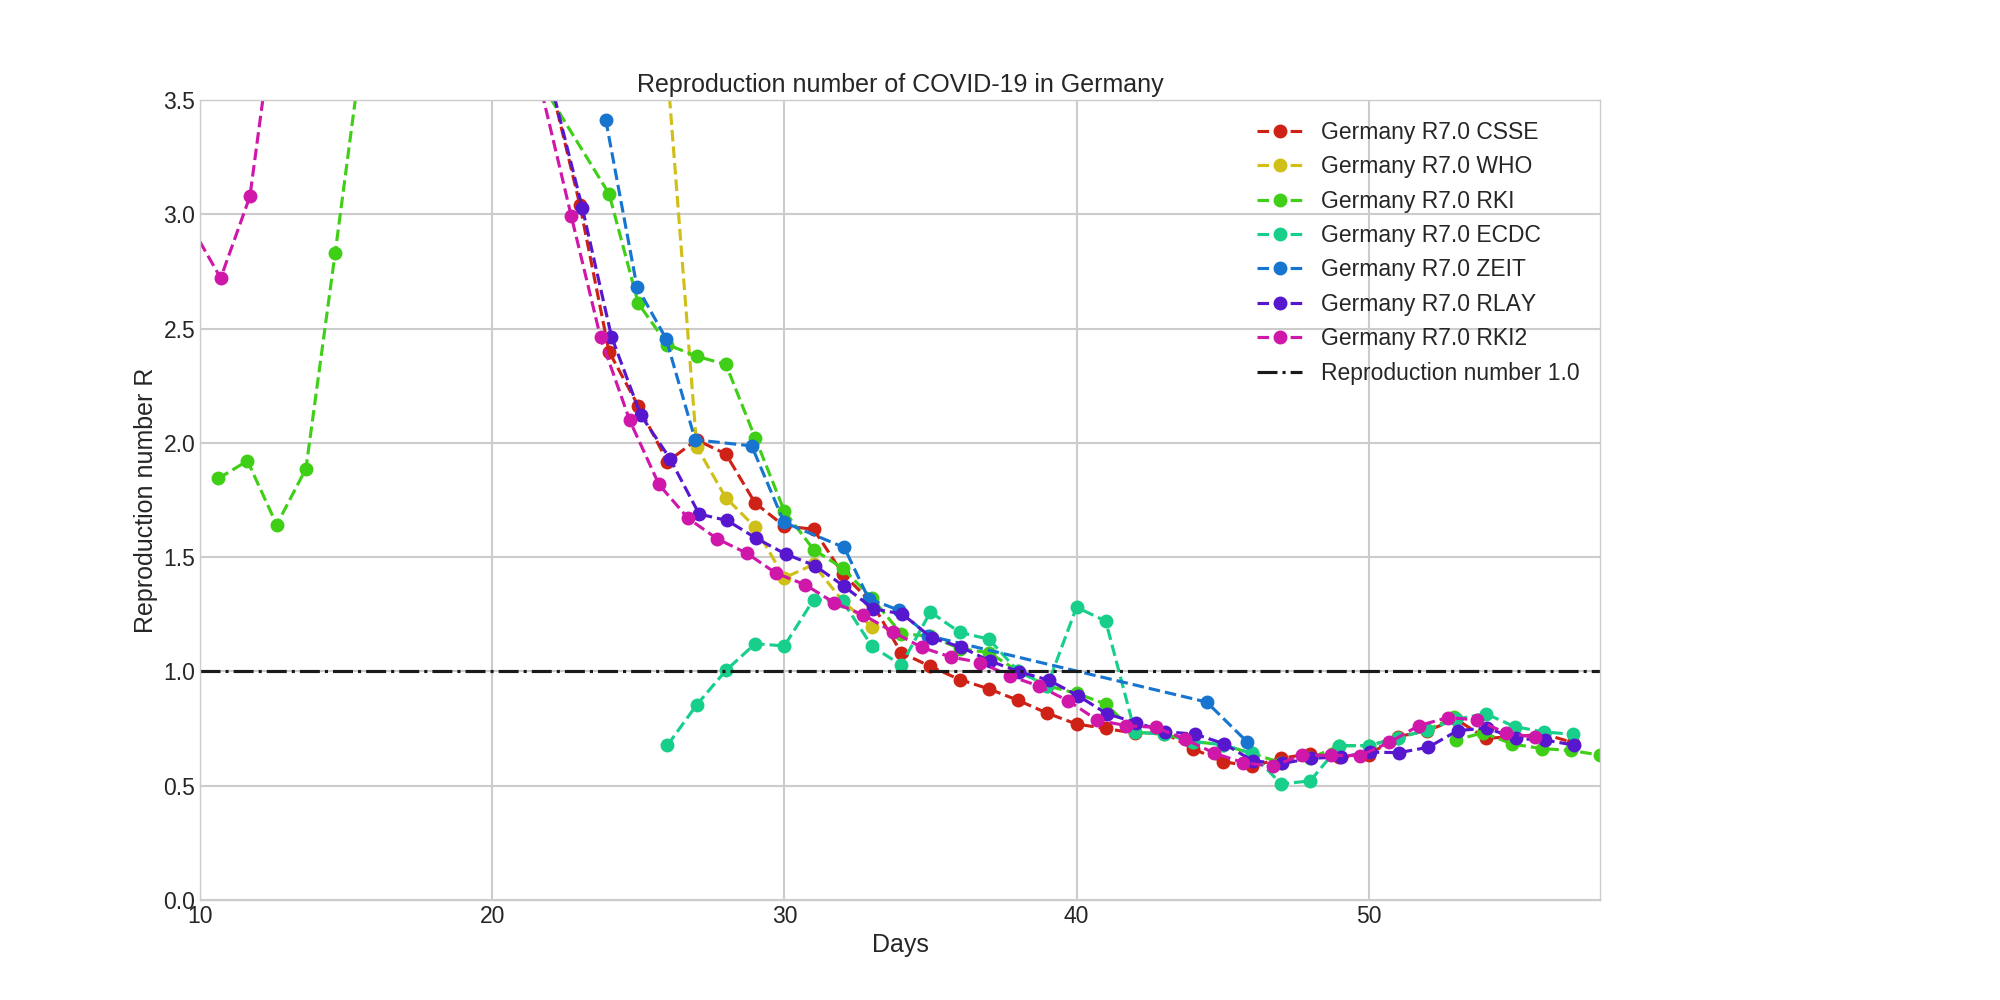 Reproduction number of COVID-19 in Germany
3.5
3.0
2.5
2.0
1.5
1.0
0.5
0.0
Reproduction number R
Germany R7.0 CSSE
Germany R7.0 WHO
Germany R7.0 RKI
Germany R7.0 ECDC
Germany R7.0 ZEIT
Germany R7.0 RLAY
Germany R7.0 RKI2
Reproduction number 1.0
10 20 30 40 50
Days